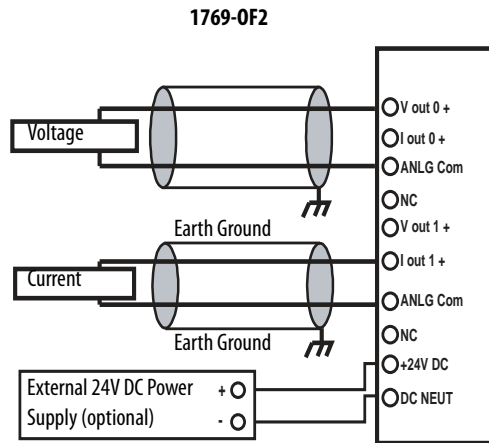 1769-OF2
V out 0 +
Voltage
I out 0 +
ANLG Com
NC
V out 1 +
Earth Ground
I out 1 +
Current
ANLG Com
Earth Ground
NC
+24V DC
External 24V DC Power
Supply (optional)
+
-
DC NEUT